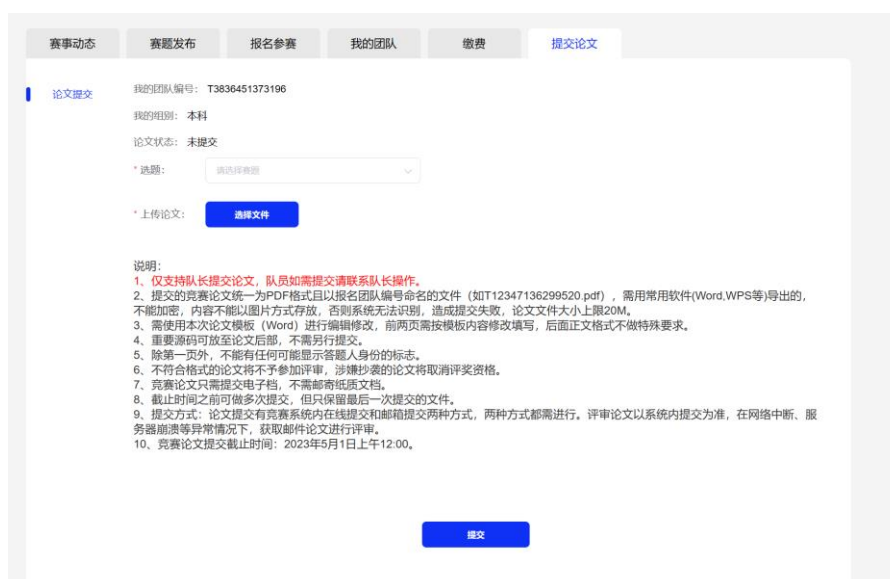 赛事动态
赛题发布
报名参赛
我的团队
缴费
提交论文
论文提交
我的团队编号： T3836451373196
我的组别： 本科
论文状态： 未提交
* 选题： 请选择赛题
* 上传论文： 选择文件
说明：
1、仅支持队长提交论文，队员如需提交请联系队长操作。
2、提交的竞赛论文统一为PDF格式且以报名团队编号命名的文件（如T12347136299520.pdf），需用常用软件(Word,WPS等)导出的，
不能加密，内容不能以图片方式存放，否则系统无法识别，造成提交失败，论文文件大小上限20M。
3、需使用本次论文模板（Word）进行编辑修改，前两页需按模板内容修改填写，后面正文格式不做特殊要求。
4、重要源码可放至论文后部，不需另行提交。
5、除第一页外，不能有任何可能显示答题人身份的标志。
6、不符合格式的论文将不予参加评审，涉嫌抄袭的论文将取消评奖资格。
7、竞赛论文只需提交电子档，不需邮寄纸质文档。
8、截止时间之前可做多次提交，但只保留最后一次提交的文件。
9、提交方式：论文提交有竞赛系统内在线提交和邮箱提交两种方式，两种方式都需进行。评审论文以系统内提交为准，在网络中断、服
务器崩溃等异常情况下，获取邮件论文进行评审。
10、竞赛论文提交截止时间：2023年5月1日上午12:00。
提交